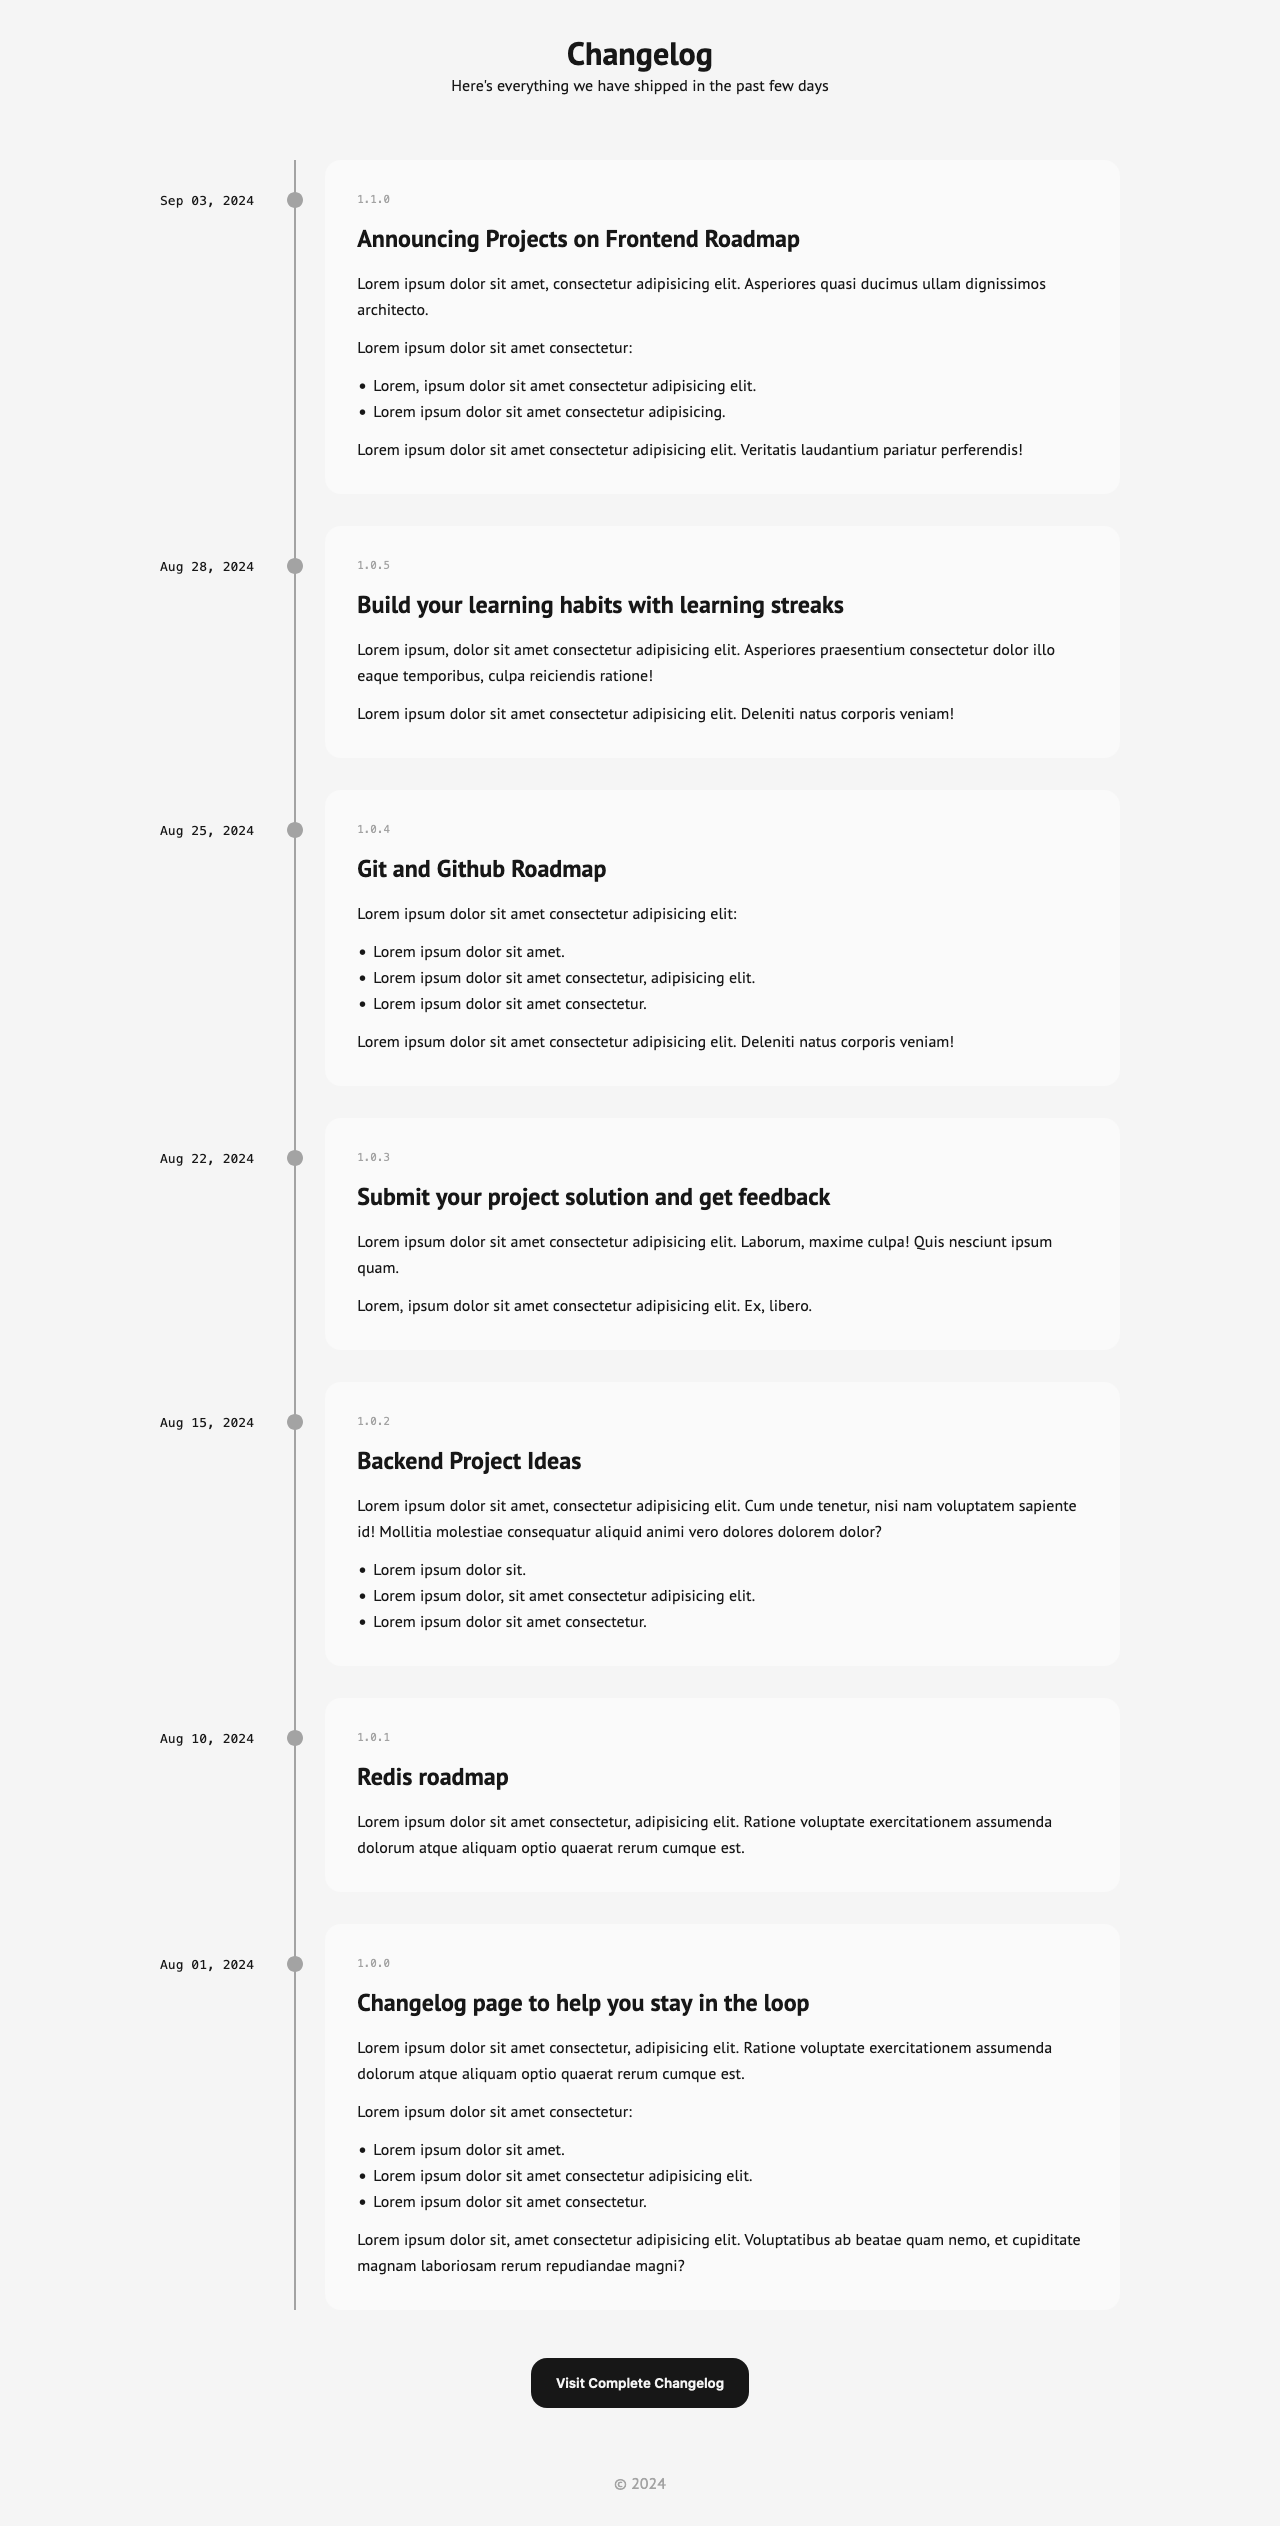 Changelog
Here's everything we have shipped in the past few days
Sep 03, 2024
1.1.0
Announcing Projects on Frontend Roadmap
Lorem ipsum dolor sit amet, consectetur adipisicing elit. Asperiores quasi ducimus ullam dignissimos
architecto.
Lorem ipsum dolor sit amet consectetur:
• Lorem, ipsum dolor sit amet consectetur adipisicing elit.
• Lorem ipsum dolor sit amet consectetur adipisicing.
Lorem ipsum dolor sit amet consectetur adipisicing elit. Veritatis laudantium pariatur perferendis!
Aug 28, 2024
1.0.5
Build your learning habits with learning streaks
Lorem ipsum, dolor sit amet consectetur adipisicing elit. Asperiores praesentium consectetur dolor illo
eaque temporibus, culpa reiciendis ratione!
Lorem ipsum dolor sit amet consectetur adipisicing elit. Deleniti natus corporis veniam!
Aug 25, 2024
1.0.4
Git and Github Roadmap
Lorem ipsum dolor sit amet consectetur adipisicing elit:
• Lorem ipsum dolor sit amet.
• Lorem ipsum dolor sit amet consectetur, adipisicing elit.
• Lorem ipsum dolor sit amet consectetur.
Lorem ipsum dolor sit amet consectetur adipisicing elit. Deleniti natus corporis veniam!
Aug 22, 2024
1.0.3
Submit your project solution and get feedback
Lorem ipsum dolor sit amet consectetur adipisicing elit. Laborum, maxime culpa! Quis nesciunt ipsum
quam.
Lorem, ipsum dolor sit amet consectetur adipisicing elit. Ex, libero.
Aug 15, 2024
1.0.2
Backend Project Ideas
Lorem ipsum dolor sit amet, consectetur adipisicing elit. Cum unde tenetur, nisi nam voluptatem sapiente
id! Mollitia molestiae consequatur aliquid animi vero dolores dolorem dolor?
• Lorem ipsum dolor sit.
• Lorem ipsum dolor, sit amet consectetur adipisicing elit.
• Lorem ipsum dolor sit amet consectetur.
Aug 10, 2024
1.0.1
Redis roadmap
Lorem ipsum dolor sit amet consectetur, adipisicing elit. Ratione voluptate exercitationem assumenda
dolorum atque aliquam optio quaerat rerum cumque est.
Aug 01, 2024
1.0.0
Changelog page to help you stay in the loop
Lorem ipsum dolor sit amet consectetur, adipisicing elit. Ratione voluptate exercitationem assumenda
dolorum atque aliquam optio quaerat rerum cumque est.
Lorem ipsum dolor sit amet consectetur:
• Lorem ipsum dolor sit amet.
• Lorem ipsum dolor sit amet consectetur adipisicing elit.
• Lorem ipsum dolor sit amet consectetur.
Lorem ipsum dolor sit, amet consectetur adipisicing elit. Voluptatibus ab beatae quam nemo, et cupiditate
magnam laboriosam rerum repudiandae magni?
Visit Complete Changelog
© 2024